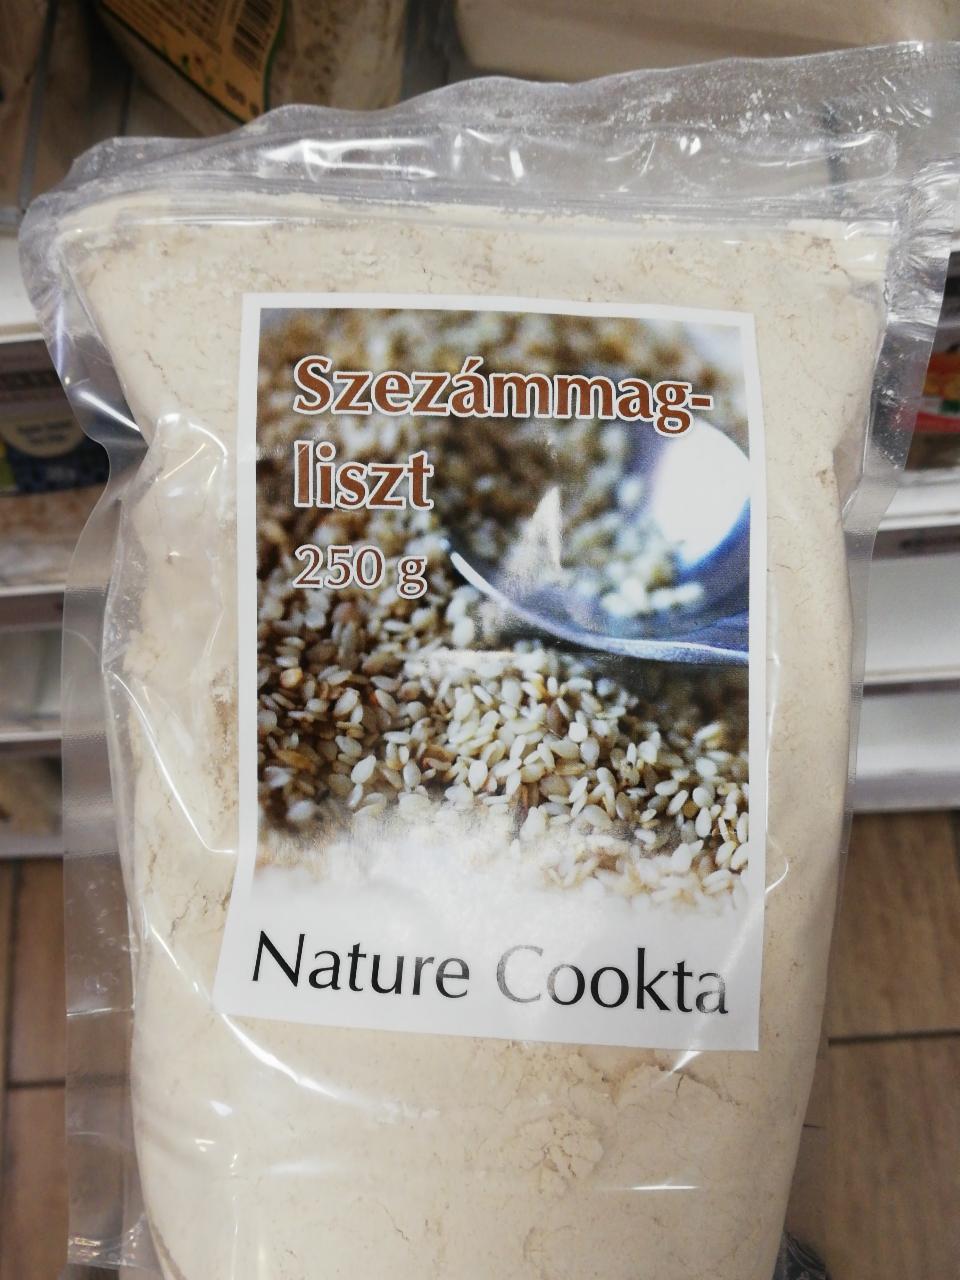 Szezámmag-
liszt
250 g
Nature Cookta